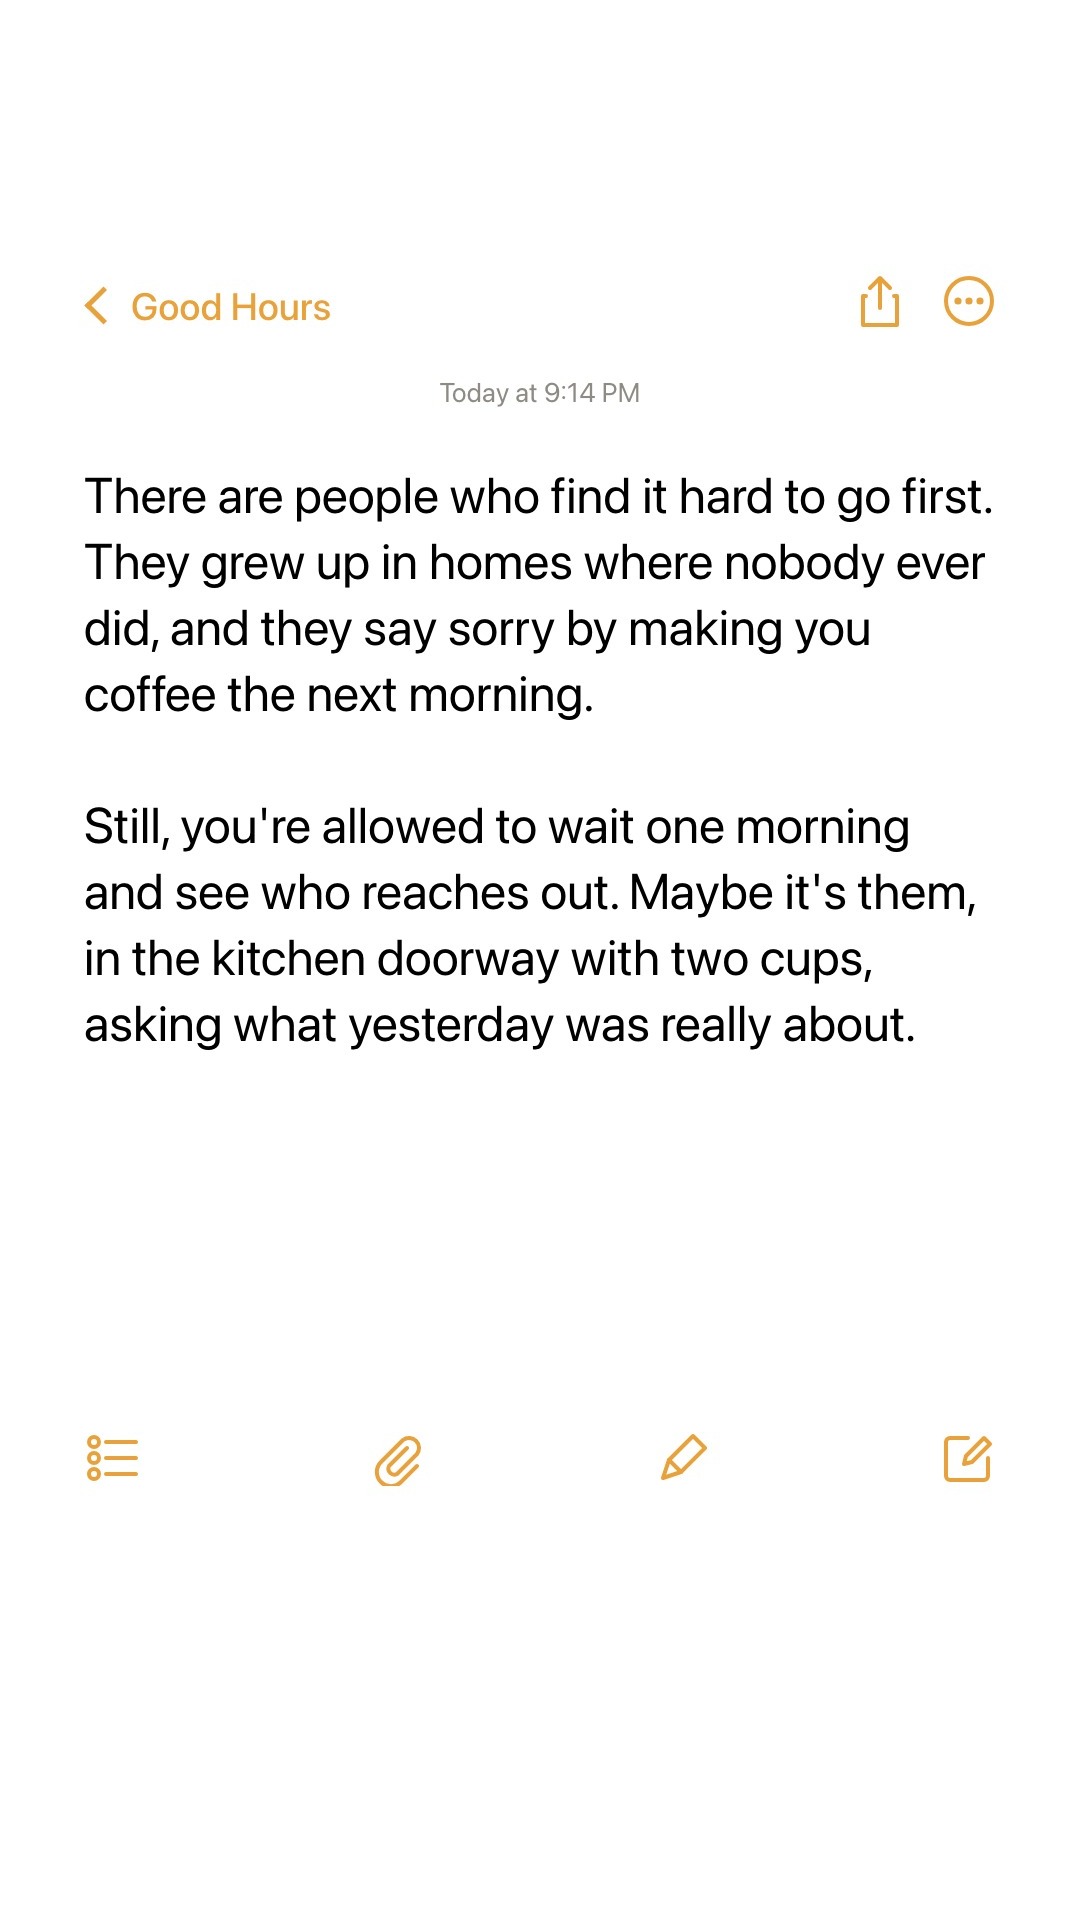 Good Hours
Today at 9:14 PM
There are people who find it hard to go first.
They grew up in homes where nobody ever
did, and they say sorry by making you
coffee the next morning.
Still, you're allowed to wait one morning
and see who reaches out. Maybe it's them,
in the kitchen doorway with two cups,
asking what yesterday was really about.